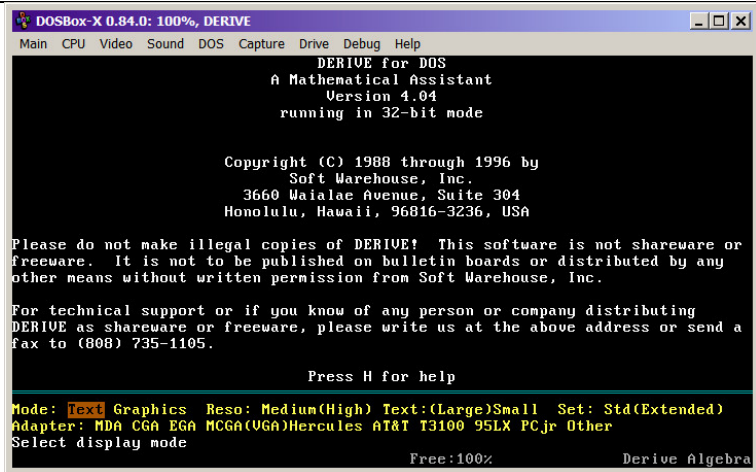 DOSBox-X 0.84.0: 100%, DERIVE
Main CPU Video Sound DOS Capture Drive Debug Help
DERIVE for DOS
A Mathematical Assistant
Version 4.04
running in 32-bit mode
Copyright (C) 1988 through 1996 by
Soft Warehouse, Inc.
3660 Waialae Avenue, Suite 304
Honolulu, Hawaii, 96816-3236, USA
Please do not make illegal copies of DERIVE! This software is not shareware or
freeware. It is not to be published on bulletin boards or distributed by any
other means without written permission from Soft Warehouse, Inc.
For technical support or if you know of any person or company distributing
DERIVE as shareware or freeware, please write us at the above address or send a
fax to (808) 735-1105.
Press H for help
Mode: Text Graphics Reso: Medium(High) Text:(Large)Small Set: Std(Extended)
Adapter: MDA CGA EGA MCGA(VGA)Hercules AT&T T3100 95LX PCjr Other
Select display mode
Free:100% Derive Algebra